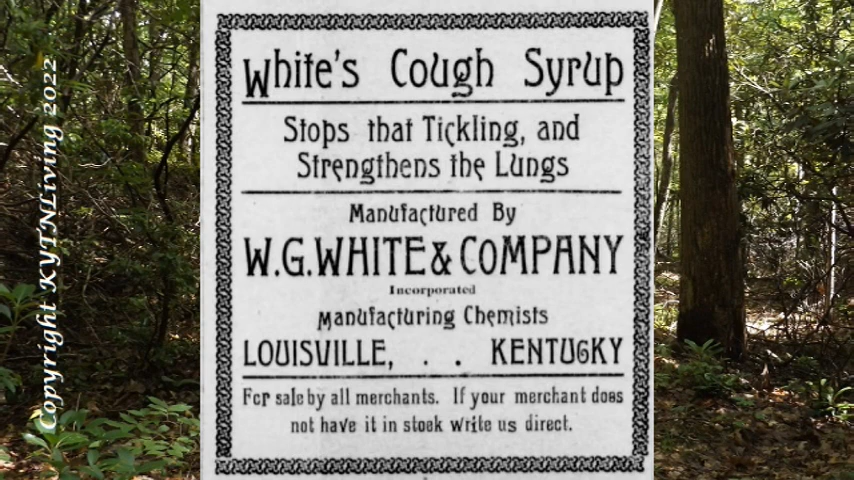 White's Cough Syrup
Stops that Tickling, and
Strengthens the Lungs
Manufactured By
W.G. WHITE & COMPANY
Incorporated
Manufacturing Chemists
LOUISVILLE, . . KENTUCKY
For sale by all merchants. If your merchant does
not have it in stock write us direct.
Copyright KYTNLiving 2022